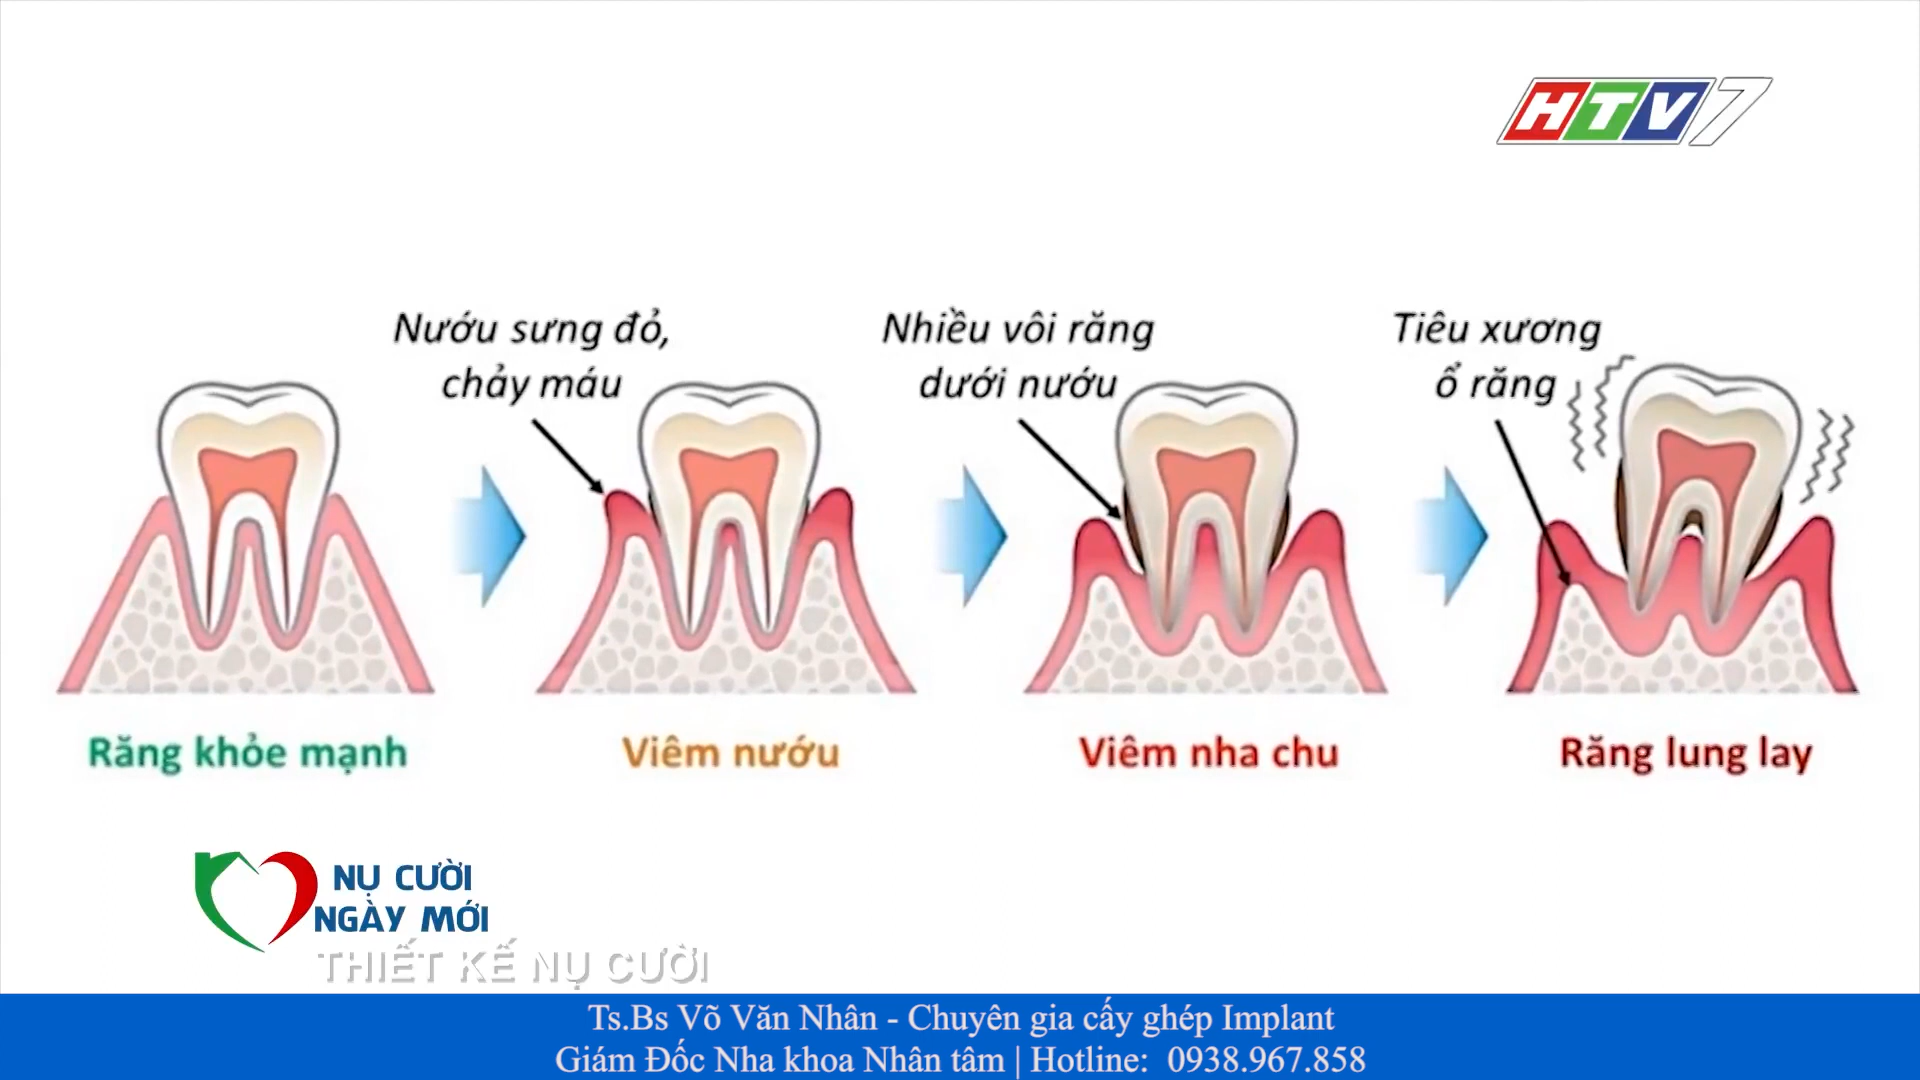 HTV7
Nướu sưng đỏ,
chảy máu
Nhiều vôi răng
dưới nướu
Tiêu xương
ổ răng
Răng khỏe mạnh
Viêm nướu
Viêm nha chu
Răng lung lay
NỤ CƯỜI
NGÀY MỚI
THIẾT KẾ NỤ CƯỜI
Ts.Bs Võ Văn Nhân - Chuyên gia cấy ghép Implant
Giám Đốc Nha khoa Nhân tâm | Hotline: 0938.967.858